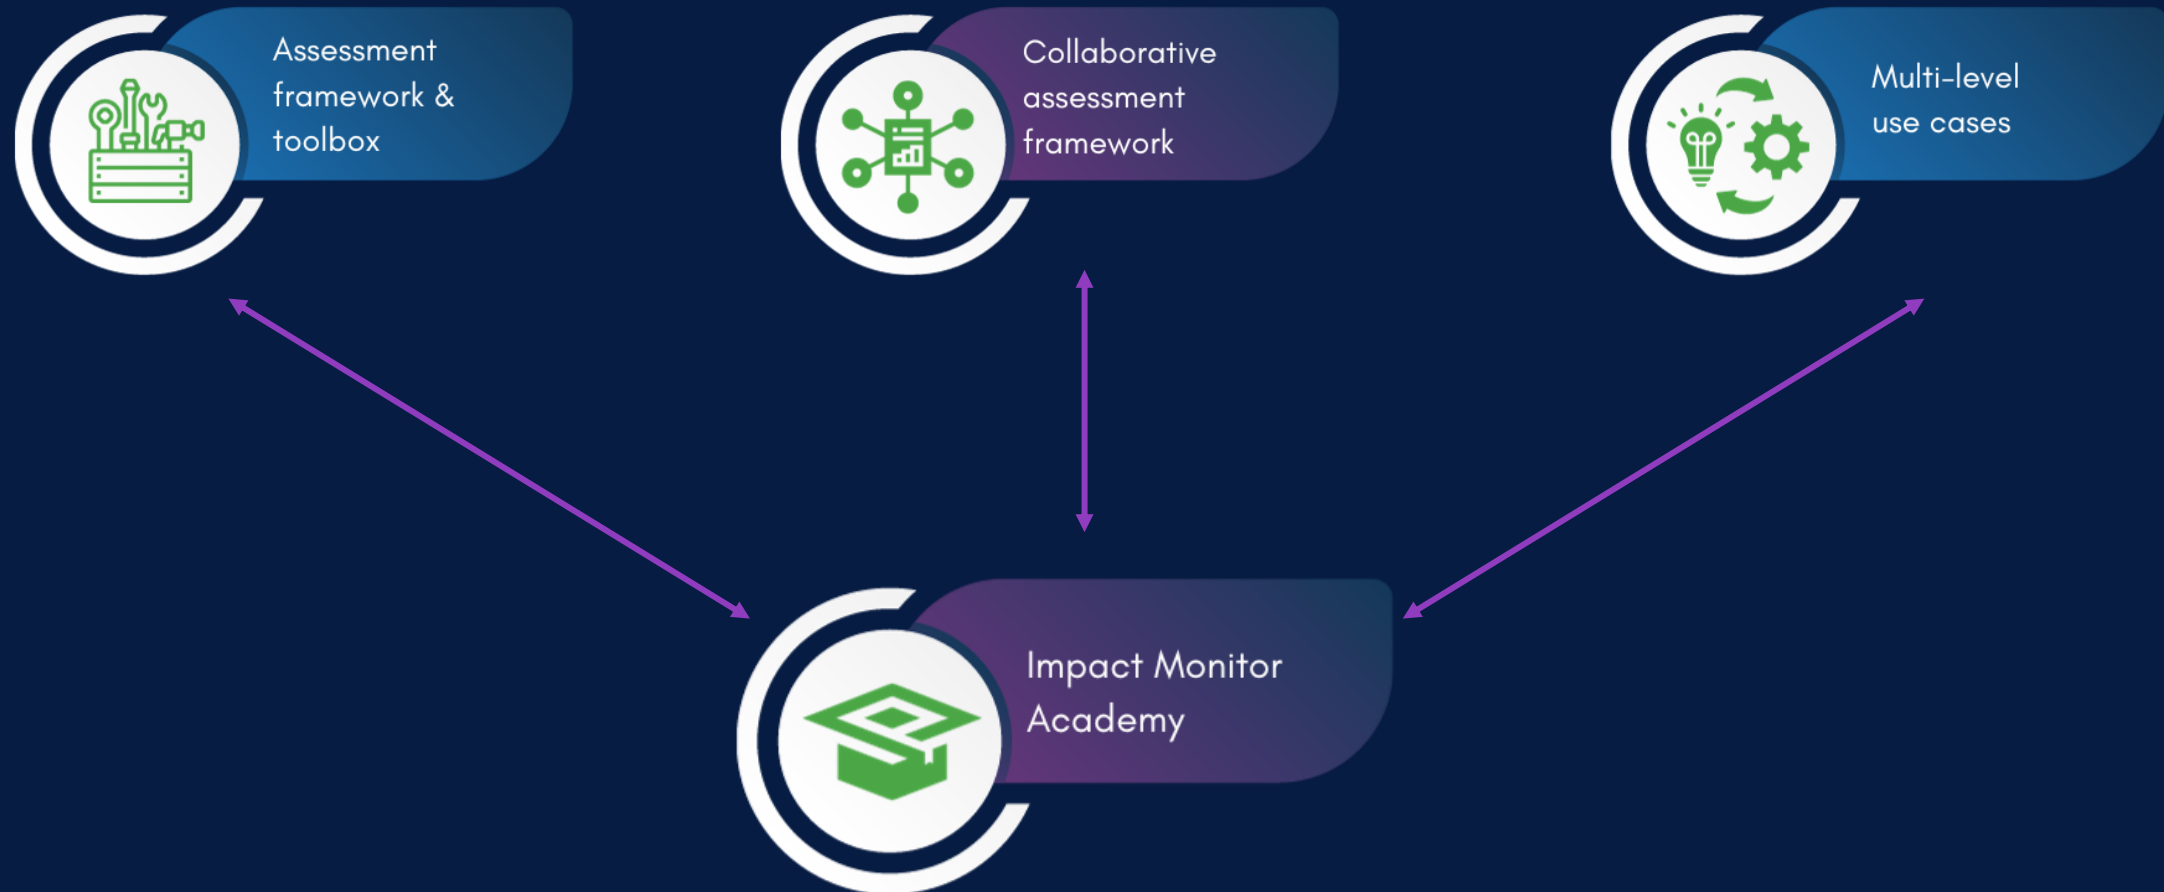 Assessment
framework &
toolbox
Collaborative
assessment
framework
Multi-level
use cases
Impact Monitor
Academy